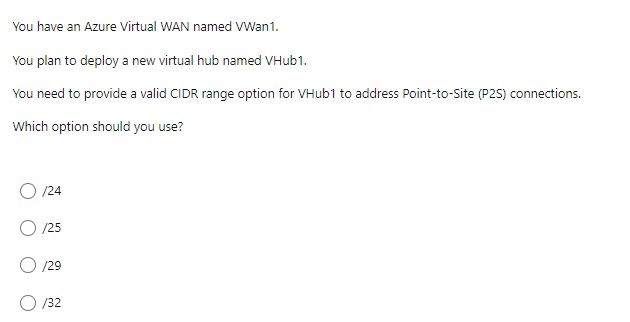 You have an Azure Virtual WAN named VWan1.
You plan to deploy a new virtual hub named VHub1.
You need to provide a valid CIDR range option for VHub1 to address Point-to-Site (P2S) connections.
Which option should you use?
/24
/25
/29
/32